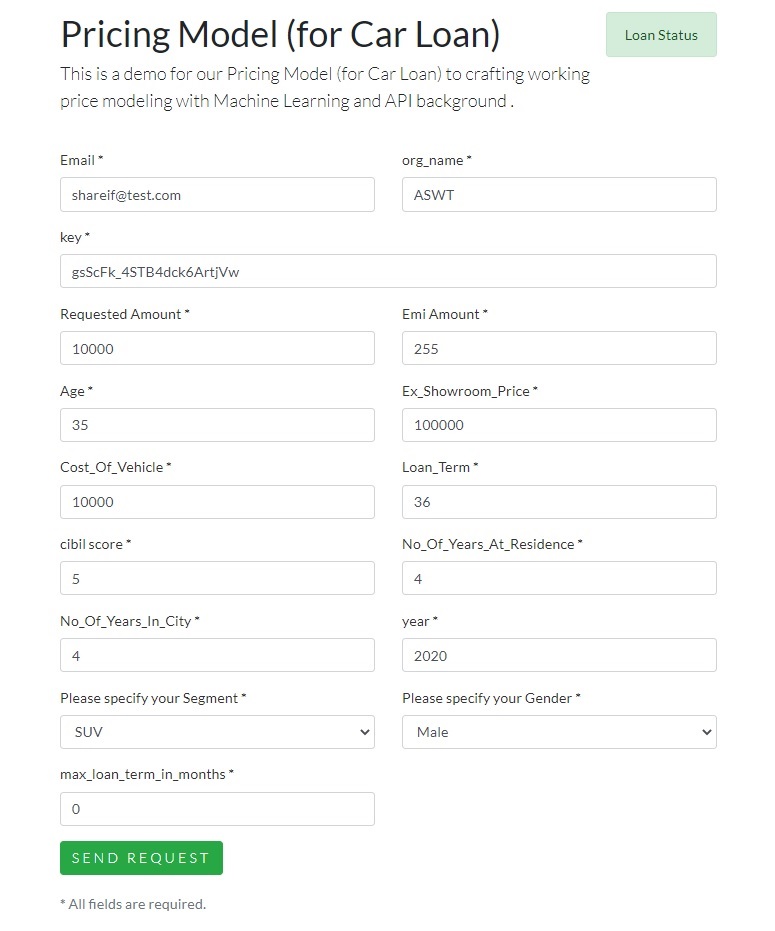 Pricing Model (for Car Loan)
Loan Status
This is a demo for our Pricing Model (for Car Loan) to crafting working
price modeling with Machine Learning and API background .
Email *
org_name *
shareif@test.com
ASWT
key *
gsScFk_4STB4dck6ArtjVw
Requested Amount *
Emi Amount *
10000
255
Age *
Ex_Showroom_Price *
35
100000
Cost_Of_Vehicle *
Loan_Term *
10000
36
cibil score *
No_Of_Years_At_Residence *
5
4
No_Of_Years_In_City *
year *
4
2020
Please specify your Segment *
Please specify your Gender *
SUV
Male
max_loan_term_in_months *
0
SEND REQUEST
* All fields are required.